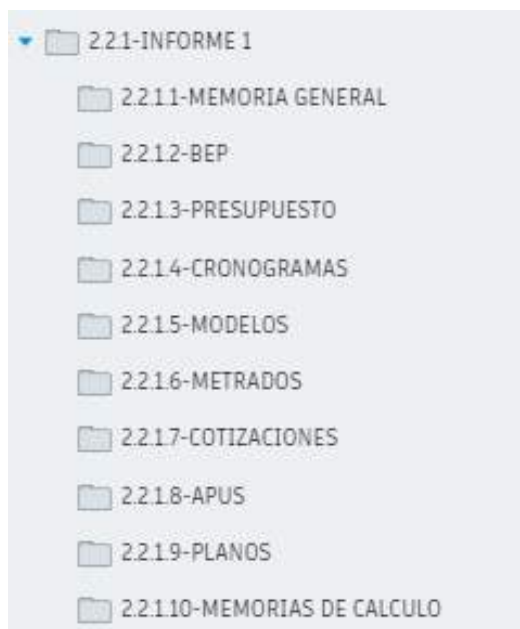 2.2.1-INFORME 1
2.2.1.1-MEMORIA GENERAL
2.2.1.2-BEP
2.2.1.3-PRESUPUESTO
2.2.1.4-CRONOGRAMAS
2.2.1.5-MODELOS
2.2.1.6-METRADOS
2.2.1.7-COTIZACIONES
2.2.1.8-APUS
2.2.1.9-PLANOS
2.2.1.10-MEMORIAS DE CALCULO